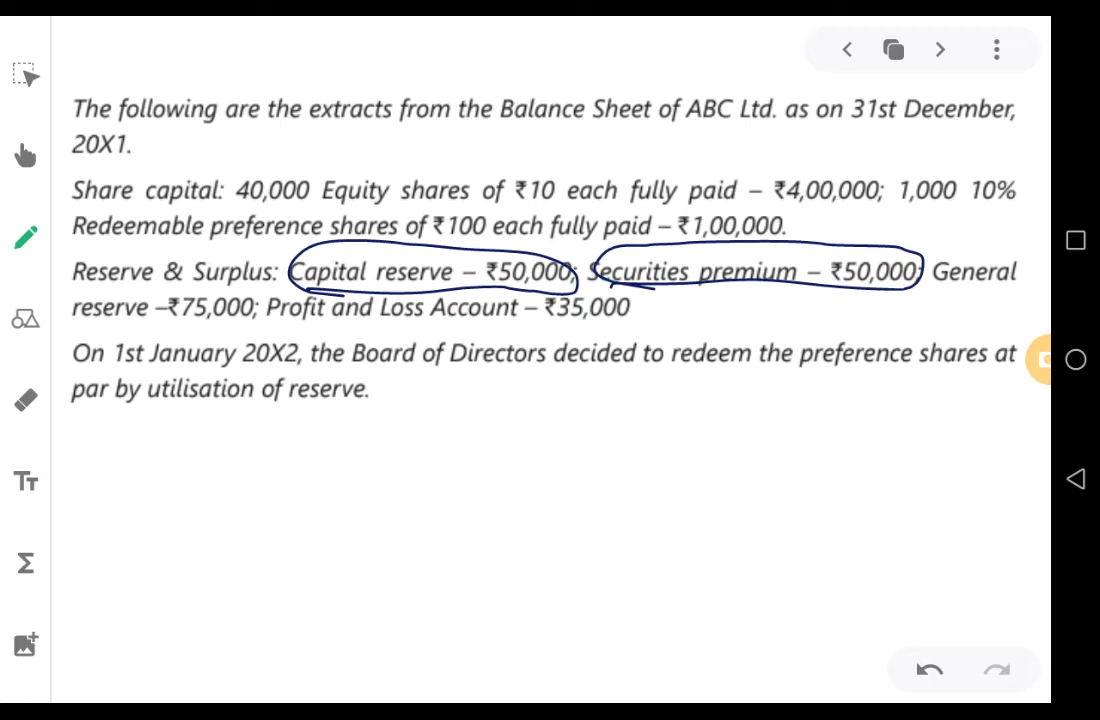 The following are the extracts from the Balance Sheet of ABC Ltd. as on 31st December,
20X1.
Share capital: 40,000 Equity shares of ₹10 each fully paid – ₹4,00,000; 1,000 10%
Redeemable preference shares of ₹100 each fully paid – ₹1,00,000.
Reserve & Surplus: Capital reserve – ₹50,000; Securities premium – ₹50,000; General
reserve –₹75,000; Profit and Loss Account – ₹35,000
On 1st January 20X2, the Board of Directors decided to redeem the preference shares at
par by utilisation of reserve.
Tт
Σ